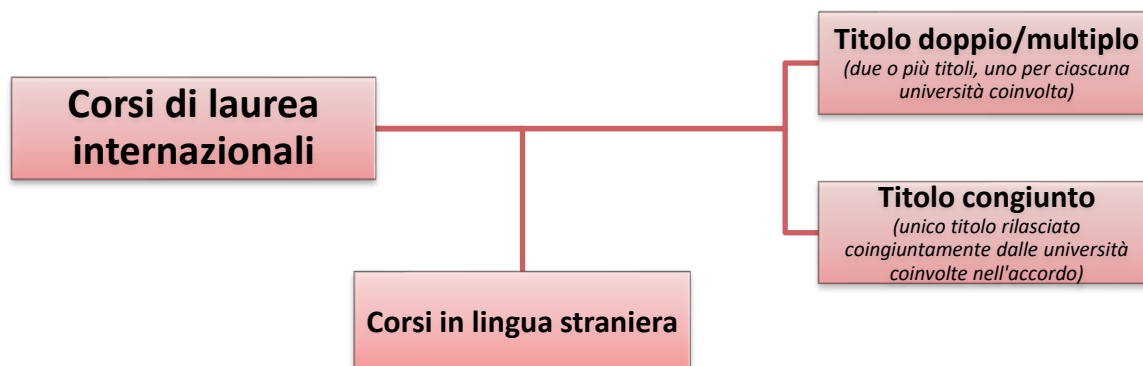 Corsi di laurea
internazionali
Titolo doppio/multiplo
(due o più titoli, uno per ciascuna
università coinvolta)
Titolo congiunto
(unico titolo rilasciato
coingiuntamente dalle università
coinvolte nell'accordo)
Corsi in lingua straniera